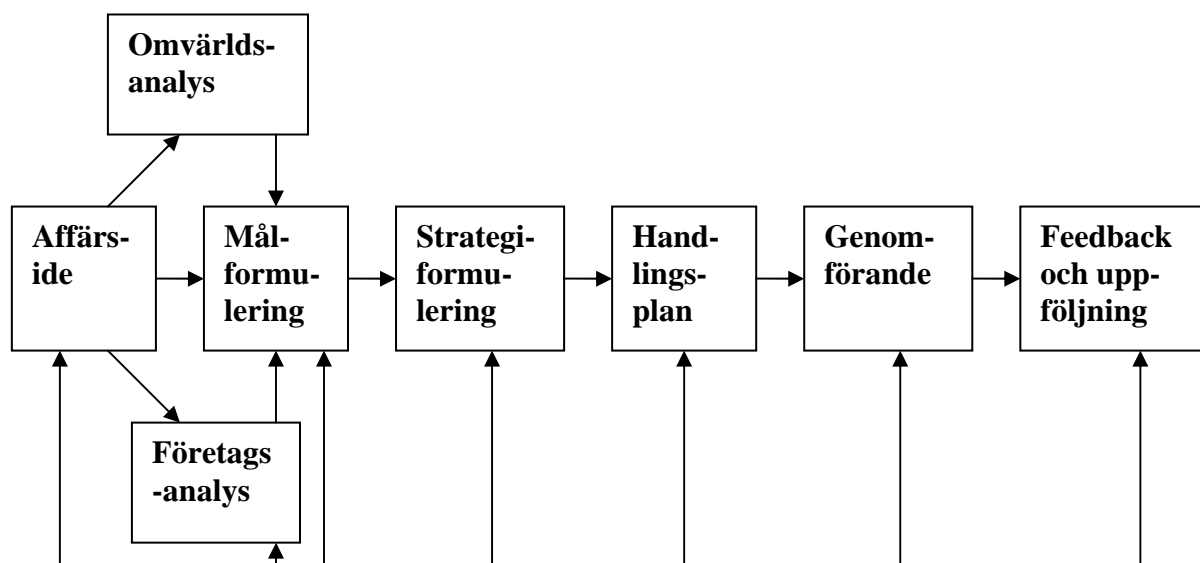 Omvärlds-
analys
Affärs-
ide
Mål-
formu-
lering
Strategi-
formu-
lering
Hand-
lings-
plan
Genom-
förande
Feedback
och upp-
följning
Företags
-analys